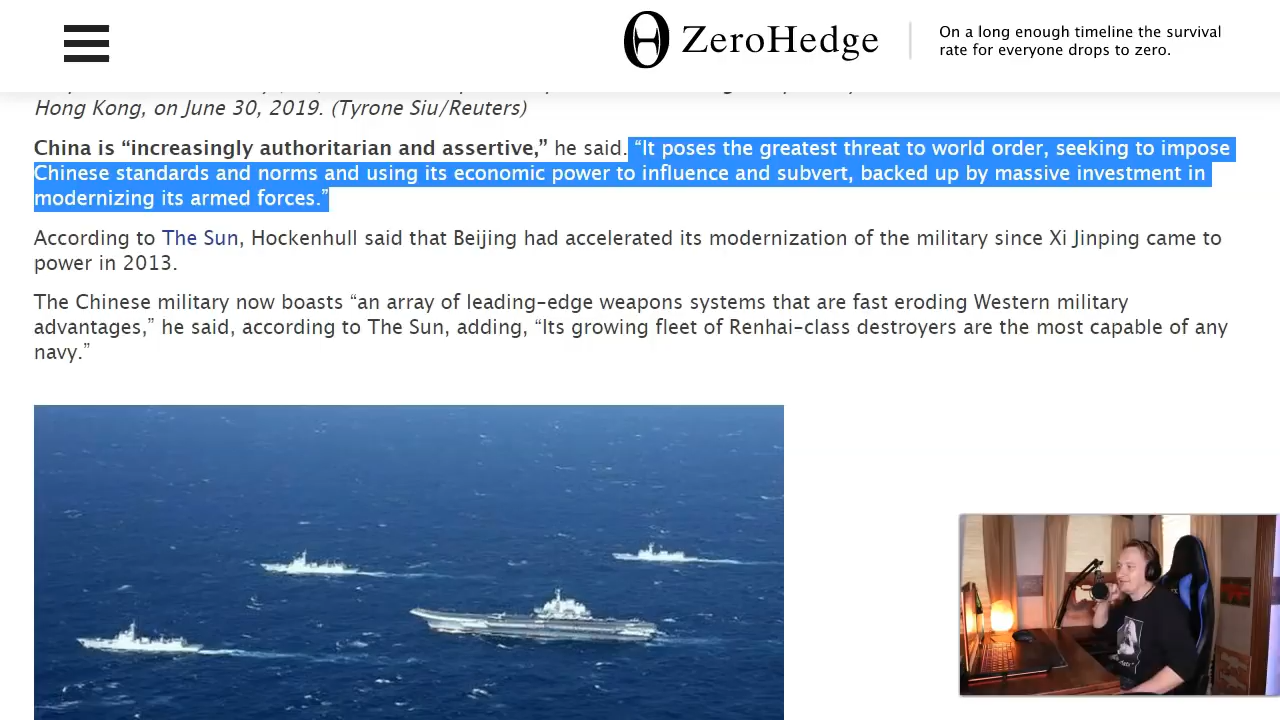 ZeroHedge
On a long enough timeline the survival
rate for everyone drops to zero.
Hong Kong, on June 30, 2019. (Tyrone Siu/Reuters)
China is “increasingly authoritarian and assertive,” he said. “It poses the greatest threat to world order, seeking to impose
Chinese standards and norms and using its economic power to influence and subvert, backed up by massive investment in
modernizing its armed forces.”
According to The Sun, Hockenhull said that Beijing had accelerated its modernization of the military since Xi Jinping came to
power in 2013.
The Chinese military now boasts “an array of leading-edge weapons systems that are fast eroding Western military
advantages,” he said, according to The Sun, adding, “Its growing fleet of Renhai-class destroyers are the most capable of any
navy.”